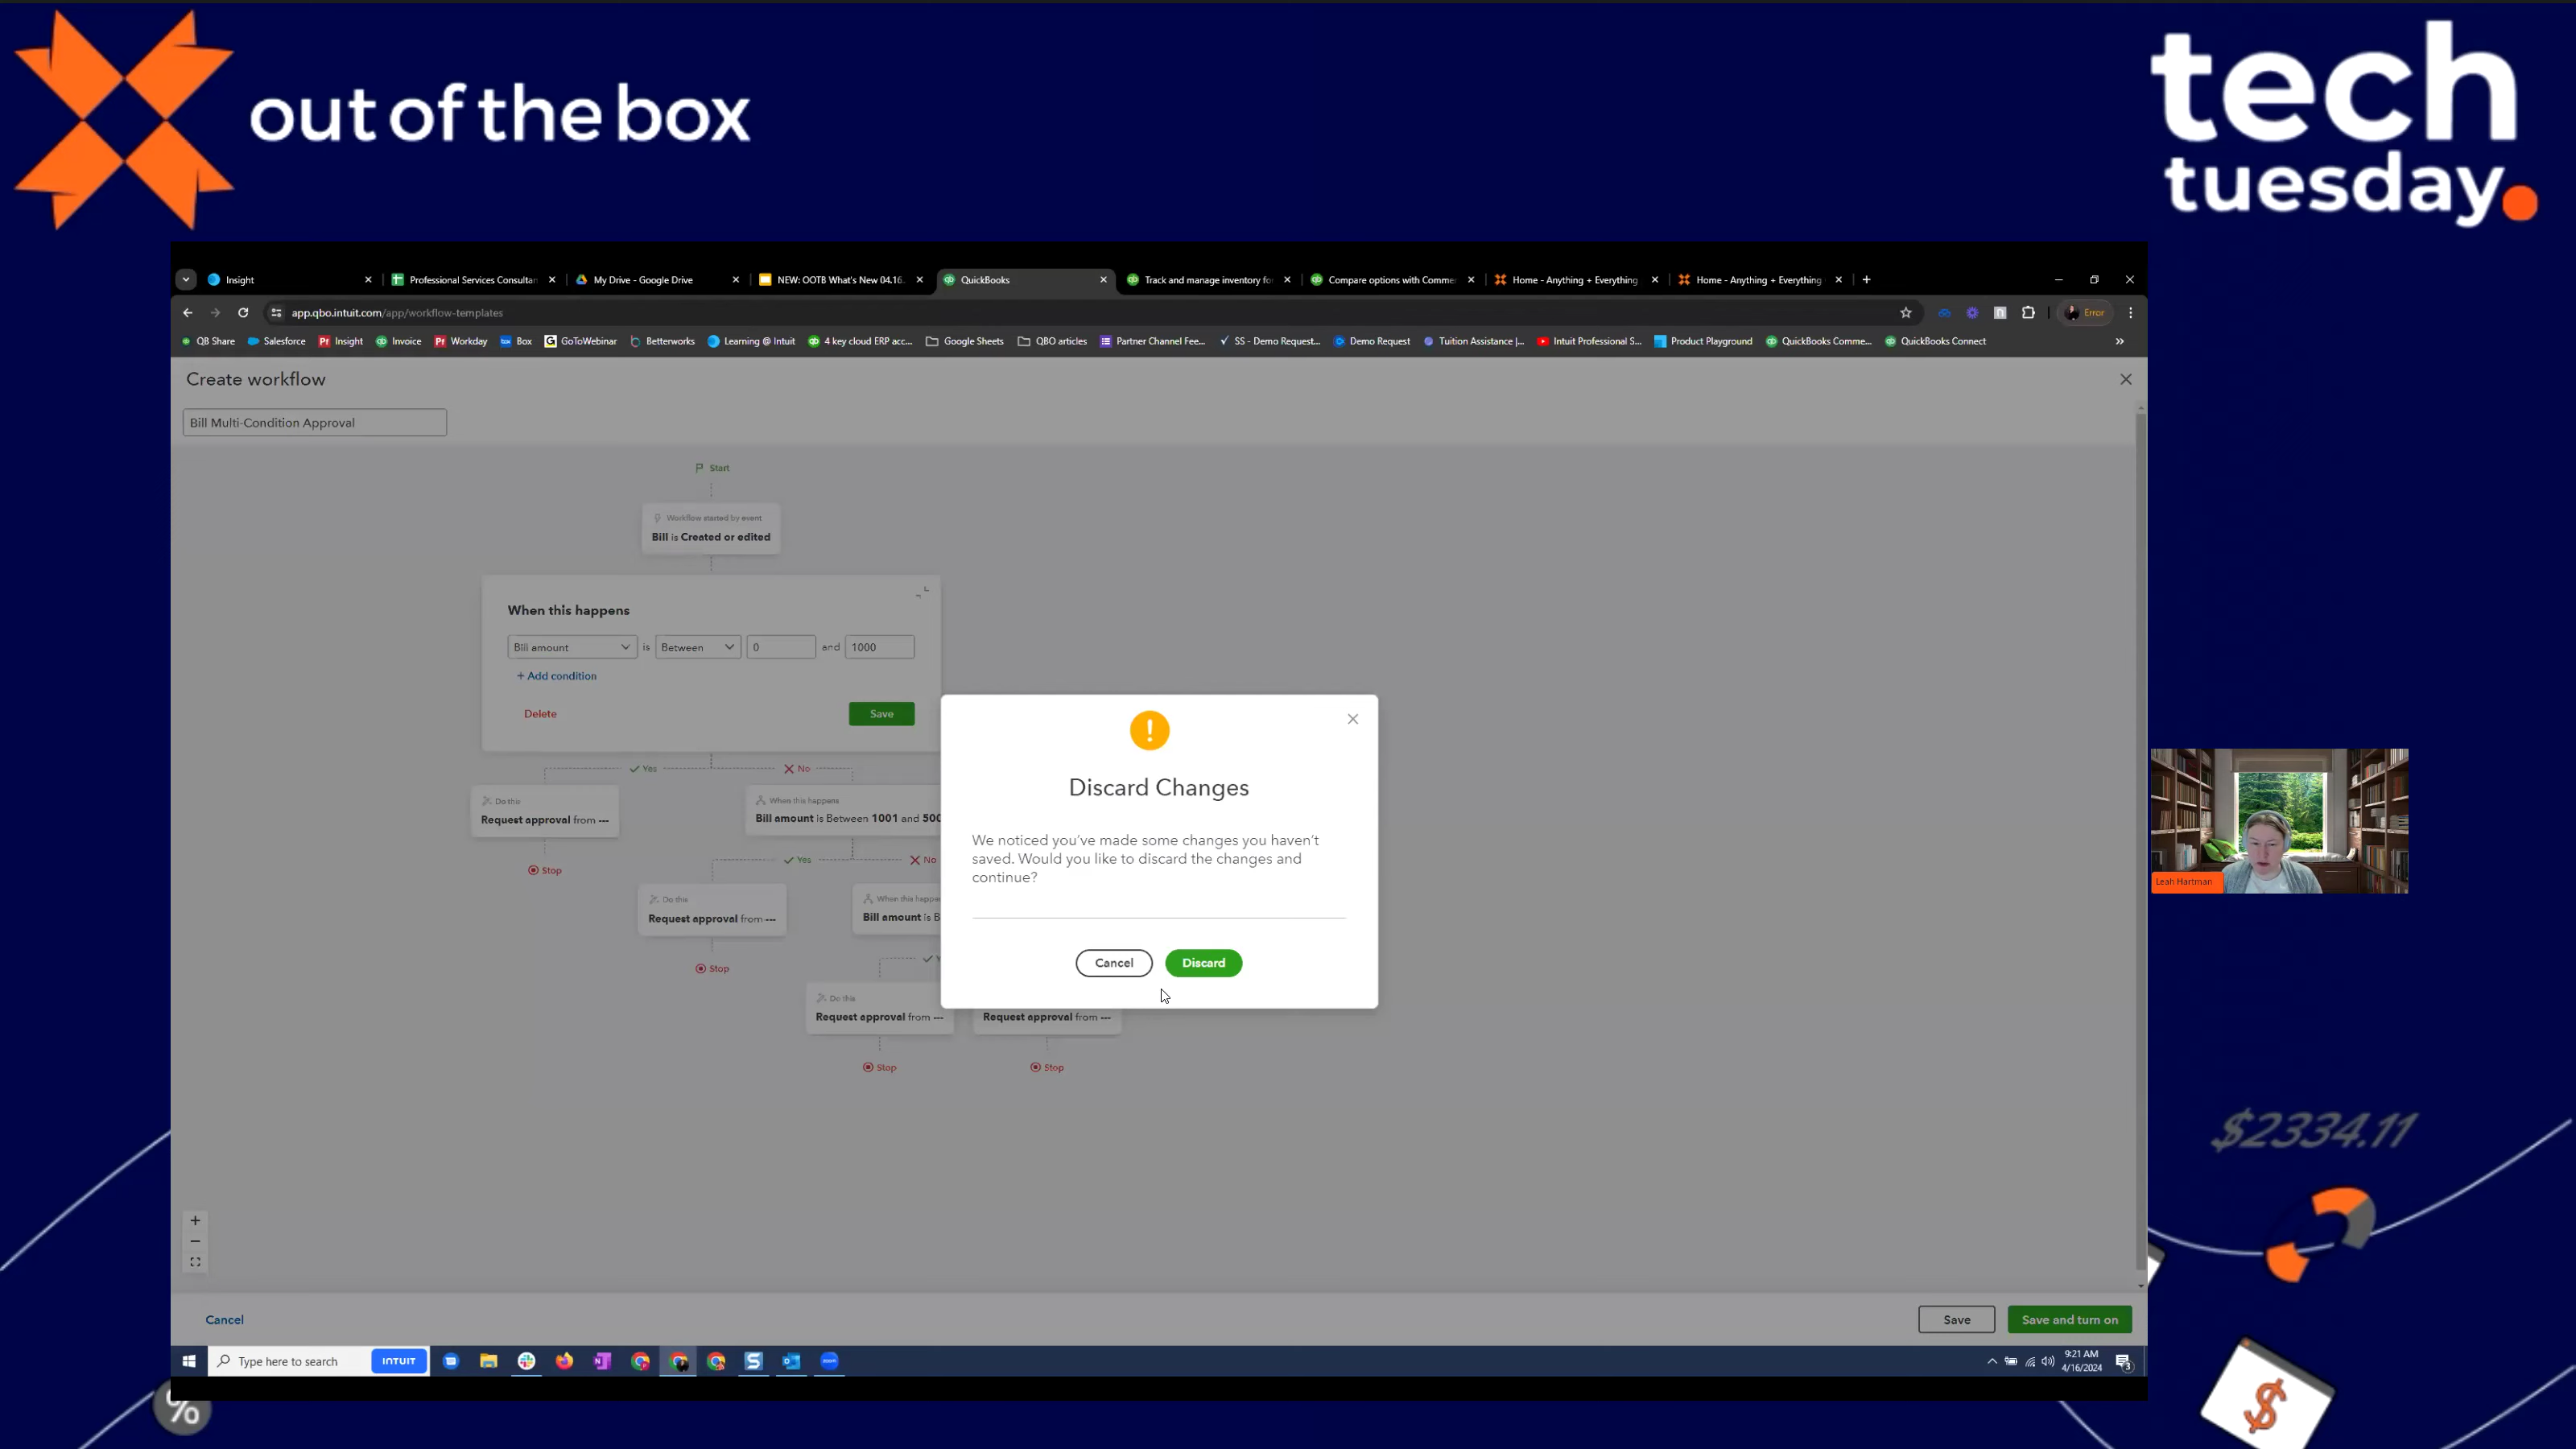 out of the box
tech
tuesday.
Insight
Professional Services Consultan
My Drive - Google Drive
NEW: OOTB What's New 04.16.
QuickBooks
Track and manage inventory fo
Compare options with Comme
Home - Anything + Everything
Home - Anything + Everything
app.qbo.intuit.com/app/workflow-templates
Error
QB Share
Salesforce
Insight
Invoice
Workday
Box
GoToWebinar
Betterworks
Learning @ Intuit
4 key cloud ERP acc...
Google Sheets
QBO articles
Partner Channel Fee...
SS - Demo Request...
Demo Request
Tuition Assistance |...
Intuit Professional S...
Product Playground
QuickBooks Comme...
QuickBooks Connect
Create workflow
Bill Multi-Condition Approval
Start
Workflow started by event
Bill is Created or edited
When this happens
Bill amount is Between 0 and 1000
+ Add condition
Delete
Save
Yes
No
Do this
Request approval from ---
Stop
When this happens
Bill amount is Between 1001 and 500
Yes
No
Do this
Request approval from ---
Stop
When this happe
Bill amount is B
Y
Do this
Request approval from ---
Stop
Request approval from ---
Stop
!
Discard Changes
We noticed you've made some changes you haven't
saved. Would you like to discard the changes and
continue?
Cancel
Discard
Leah Hartman
$2334.11
Cancel
Save
Save and turn on
Type here to search
INTUIT
9:21 AM
4/16/2024
3
%
$